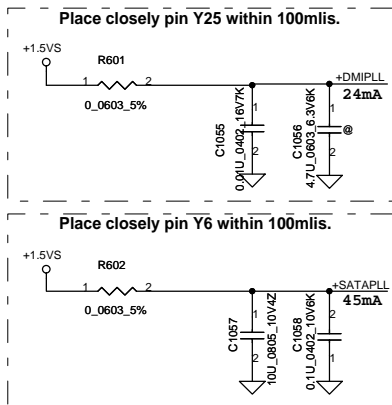 Place closely pin Y25 within 100mlis.
+1.5VS
R601
1 2
0_0603_5%
+DMIPLL
24mA
C1055
0.01U_0402_16V7K
1
2
C1056
4.7U_0603_6.3V6K
1
2
@
Place closely pin Y6 within 100mlis.
+1.5VS
R602
1 2
0_0603_5%
+SATAPLL
45mA
C1057
10U_0805_10V4Z
1
2
C1058
0.1U_0402_10V6K
2
1